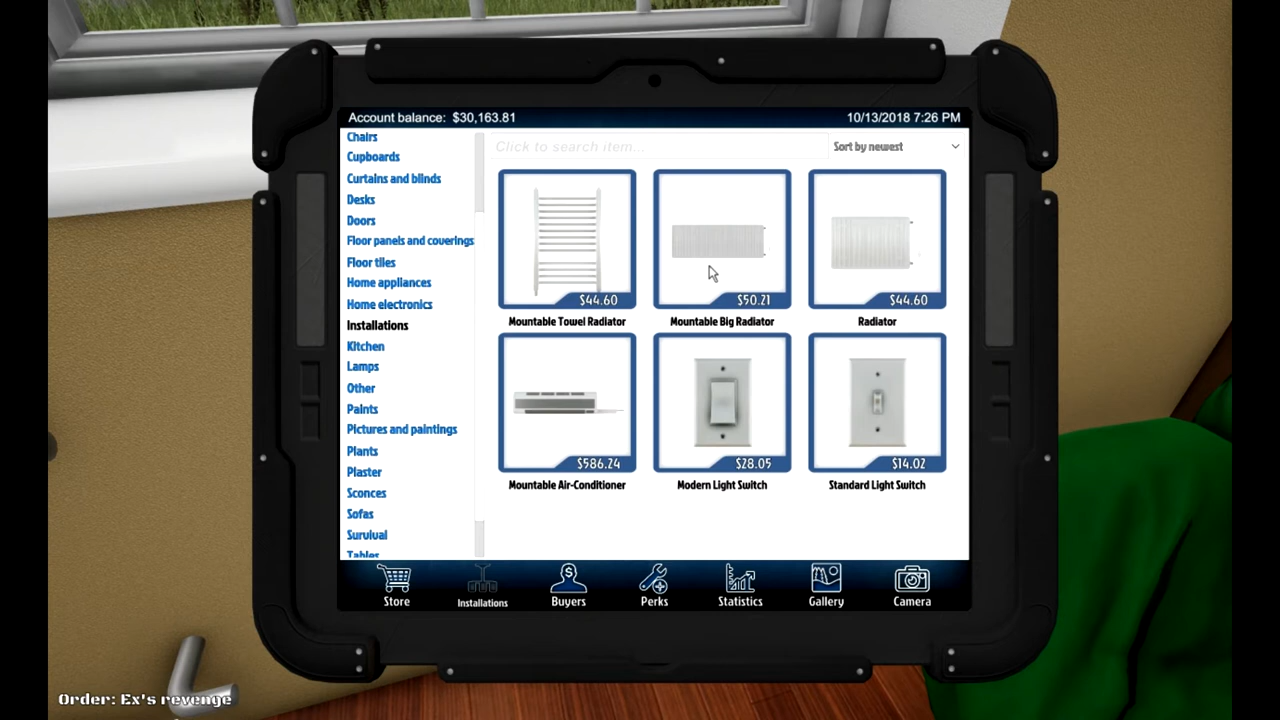 Account balance: $30,163.81
10/13/2018 7:26 PM
Chairs
Cupboards
Curtains and blinds
Desks
Doors
Floor panels and coverings
Floor tiles
Home appliances
Home electronics
Installations
Kitchen
Lamps
Other
Paints
Pictures and paintings
Plants
Plaster
Sconces
Sofas
Survival
Tables
Click to search item...
Sort by newest
$44.60
$50.21
$44.60
Mountable Towel Radiator
Mountable Big Radiator
Radiator
$586.24
$28.05
$14.02
Mountable Air-Conditioner
Modern Light Switch
Standard Light Switch
Store
Installations
Buyers
Perks
Statistics
Gallery
Camera
Order: Ex's revenge